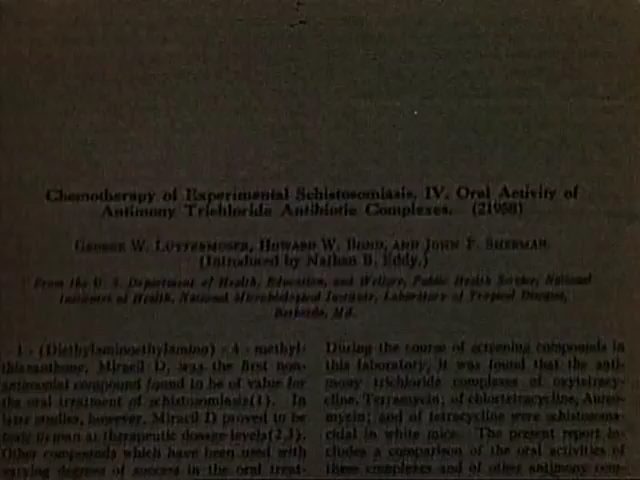 Chemotherapy of Experimental Schistosomiasis. IV. Oral Activity of
Antimony Trichloride Antibiotic Complexes. (21958)
GEORGE W. LUTTERMOSER, HOWARD W. BOND, AND JOHN F. SHERMAN
(Introduced by Nathan B. Eddy.)
From the U. S. Department of Health, Education, and Welfare, Public Health Service, National
Institutes of Health, National Microbiological Institute, Laboratory of Tropical Diseases,
Bethesda, Md.
1 - (Diethylaminoethylamino) - 4 - methyl-
thiaxanthone, Miracil D, was the first non-
antimonial compound found to be of value for
the oral treatment of schistosomiasis(1). In
later studies, however, Miracil D proved to be
toxic to man at therapeutic dosage levels(2,3).
Other compounds which have been used with
varying degrees of success in the oral treat-
During the course of screening compounds in
this laboratory, it was found that the anti-
mony trichloride complexes of oxytetracy-
cline, Terramycin; of chlortetracycline, Aureo-
mycin; and of tetracycline were schistosoma-
cidal in white mice. The present report in-
cludes a comparison of the oral activities of
these complexes and of other antimony com-